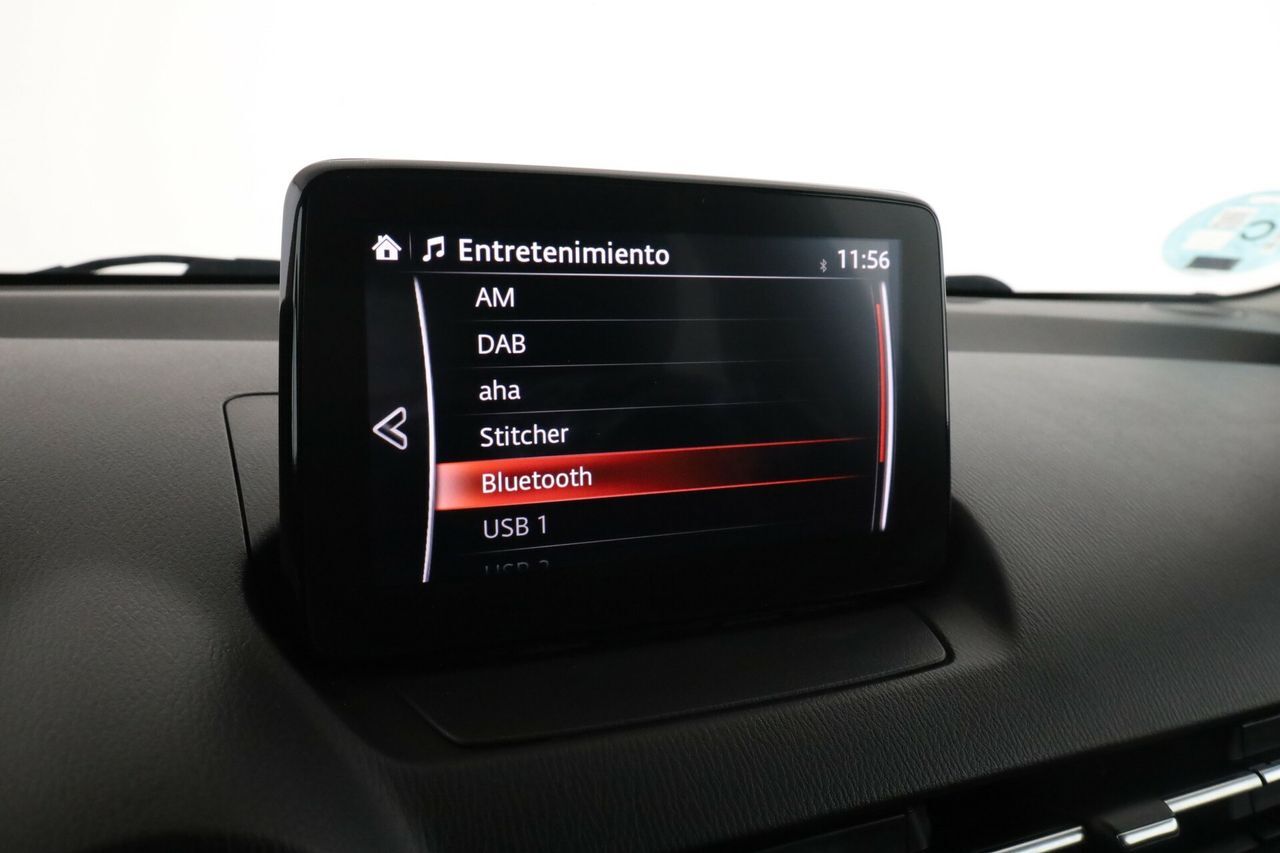 Entretenimiento
11:56
AM
DAB
aha
Stitcher
Bluetooth
USB 1